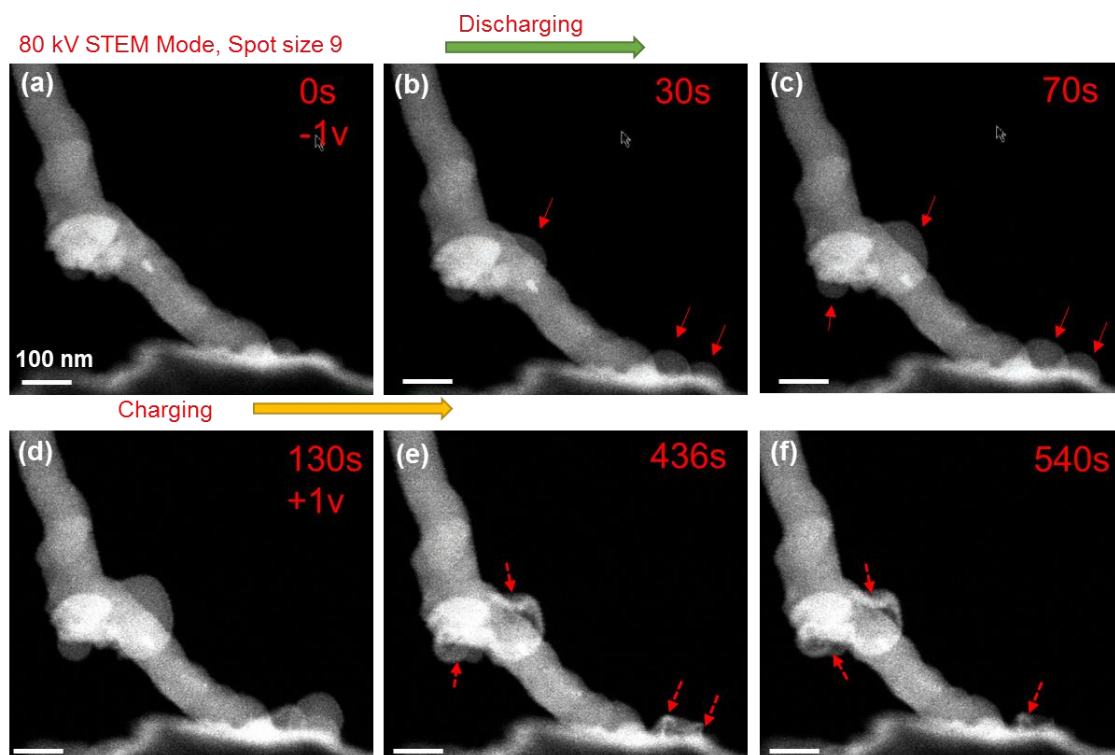 Discharging
80 kV STEM Mode, Spot size 9
(a)
0s
-1v
100 nm
(b)
30s
(c)
70s
Charging
(d)
130s
+1v
(e)
436s
(f)
540s